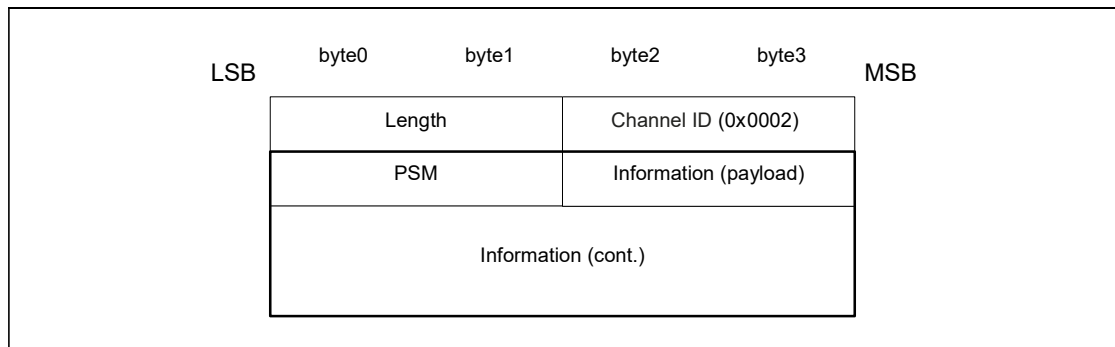 byte0 byte1 byte2 byte3
LSB MSB
Length Channel ID (0x0002)
PSM Information (payload)
Information (cont.)